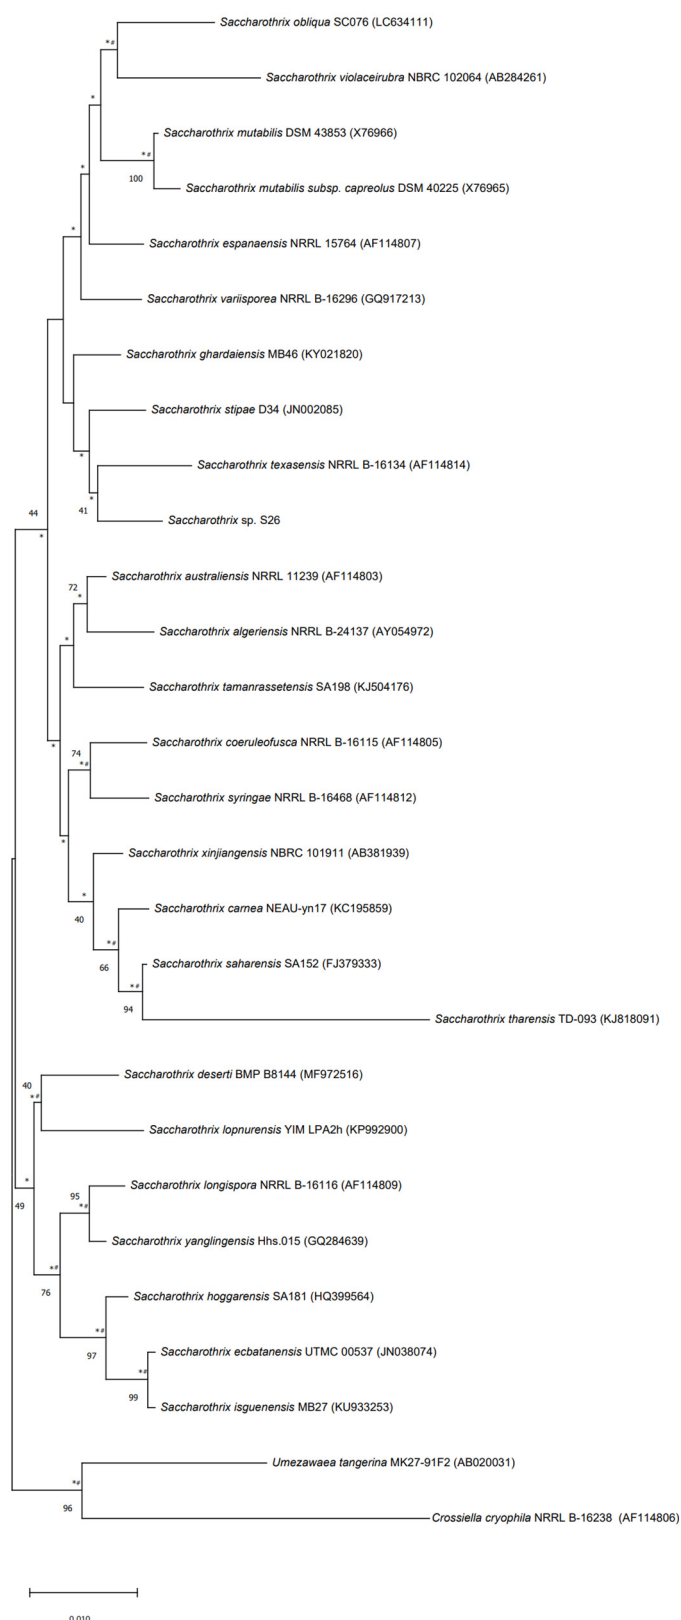 Saccharothrix obliqua SC076 (LC634111)
*#
Saccharothrix violaceirubra NBRC 102064 (AB284261)
*
Saccharothrix mutabilis DSM 43853 (X76966)
*#
*
100
Saccharothrix mutabilis subsp. capreolus DSM 40225 (X76965)
*
Saccharothrix espanaensis NRRL 15764 (AF114807)
Saccharothrix variisporea NRRL B-16296 (GQ917213)
Saccharothrix ghardaiensis MB46 (KY021820)
Saccharothrix stipae D34 (JN002085)
*
Saccharothrix texasensis NRRL B-16134 (AF114814)
*
44
41
Saccharothrix sp. S26
*
Saccharothrix australiensis NRRL 11239 (AF114803)
72
*
Saccharothrix algeriensis NRRL B-24137 (AY054972)
*
Saccharothrix tamanrassetensis SA198 (KJ504176)
Saccharothrix coeruleofusca NRRL B-16115 (AF114805)
*
74
*#
Saccharothrix syringae NRRL B-16468 (AF114812)
*
Saccharothrix xinjiangensis NBRC 101911 (AB381939)
*
Saccharothrix carnea NEAU-yn17 (KC195859)
40
*#
Saccharothrix saharensis SA152 (FJ379333)
66
*#
94
Saccharothrix tharensis TD-093 (KJ818091)
Saccharothrix deserti BMP B8144 (MF972516)
40
*#
Saccharothrix lopnurensis YIM LPA2h (KP992900)
*
Saccharothrix longispora NRRL B-16116 (AF114809)
95
49
*#
Saccharothrix yanglingensis Hhs.015 (GQ284639)
*#
76
Saccharothrix hoggarensis SA181 (HQ399564)
*#
Saccharothrix ecbatanensis UTMC 00537 (JN038074)
97
*#
99
Saccharothrix isguenensis MB27 (KU933253)
Umezawaea tangerina MK27-91F2 (AB020031)
*#
96
Crossiella cryophila NRRL B-16238 (AF114806)
0.010